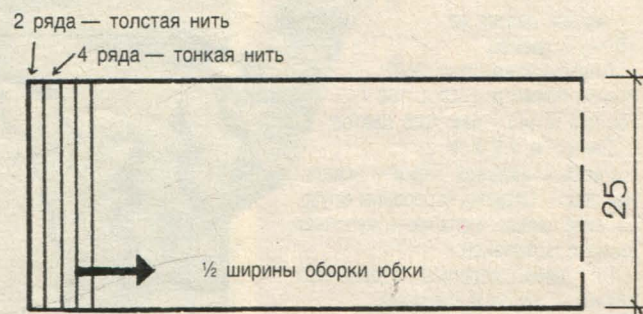 2 ряда — толстая нить
4 ряда — тонкая нить
25
½ ширины оборки юбки